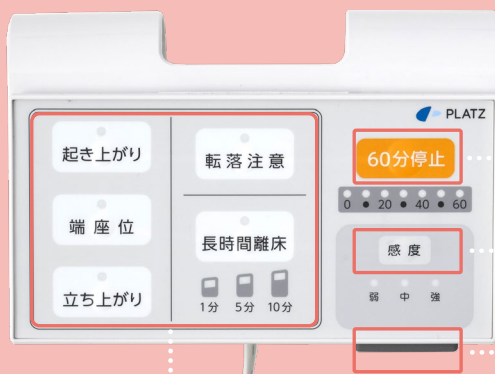 PLATZ
起き上がり
端座位
立ち上がり
転落注意
長時間離床
1分 5分 10分
60分停止
0 20 40 60
感度
弱 中 強